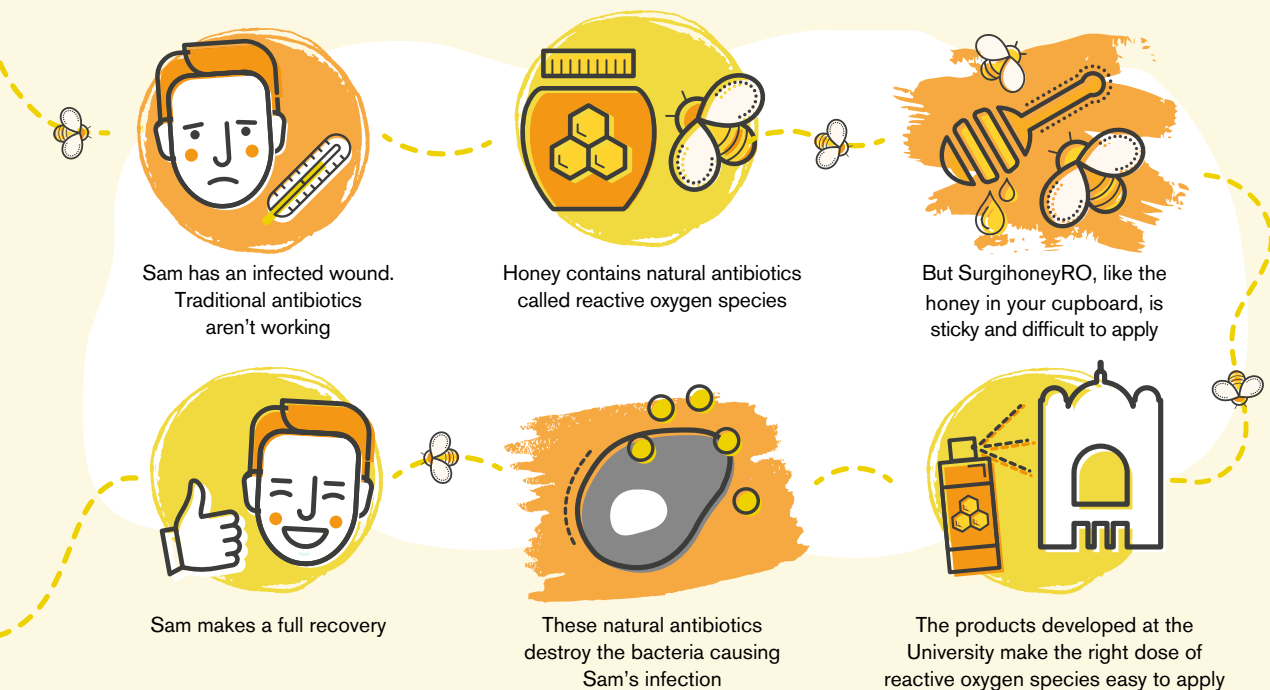 Sam has an infected wound.
Traditional antibiotics
aren't working
Honey contains natural antibiotics
called reactive oxygen species
But SurgihoneyRO, like the
honey in your cupboard, is
sticky and difficult to apply
The products developed at the
University make the right dose of
reactive oxygen species easy to apply
These natural antibiotics
destroy the bacteria causing
Sam's infection
Sam makes a full recovery